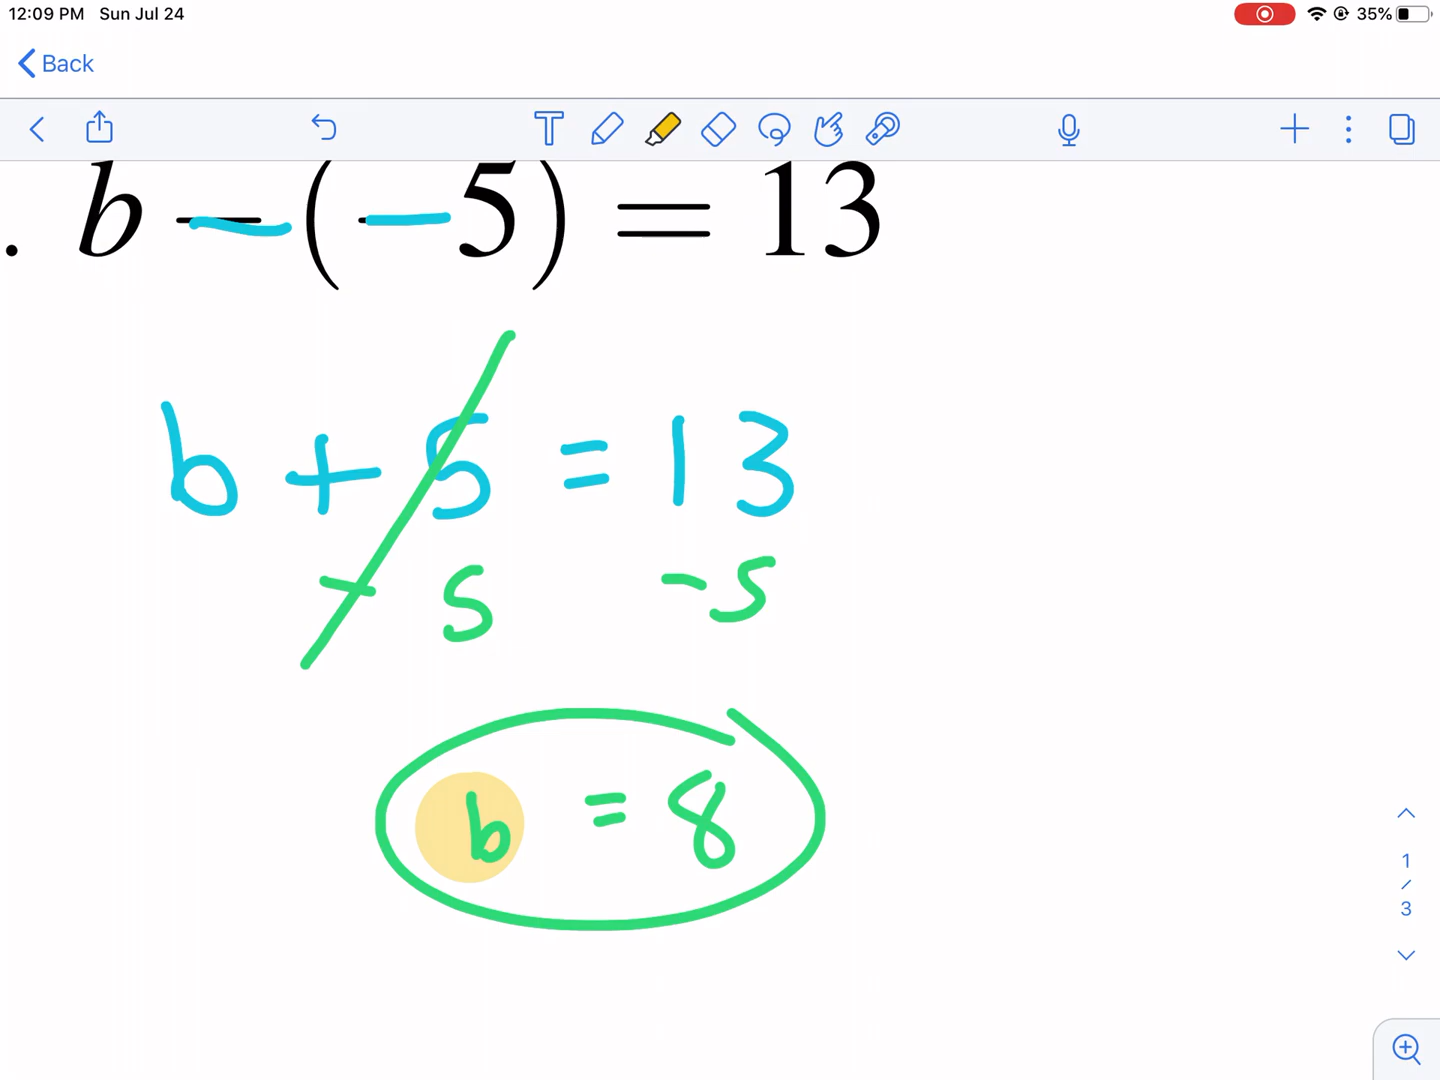 12:09 PM Sun Jul 24 35%
Back
. b – (–5) = 13
b + 5 = 13
- 5 - 5
b = 8
1
/
3